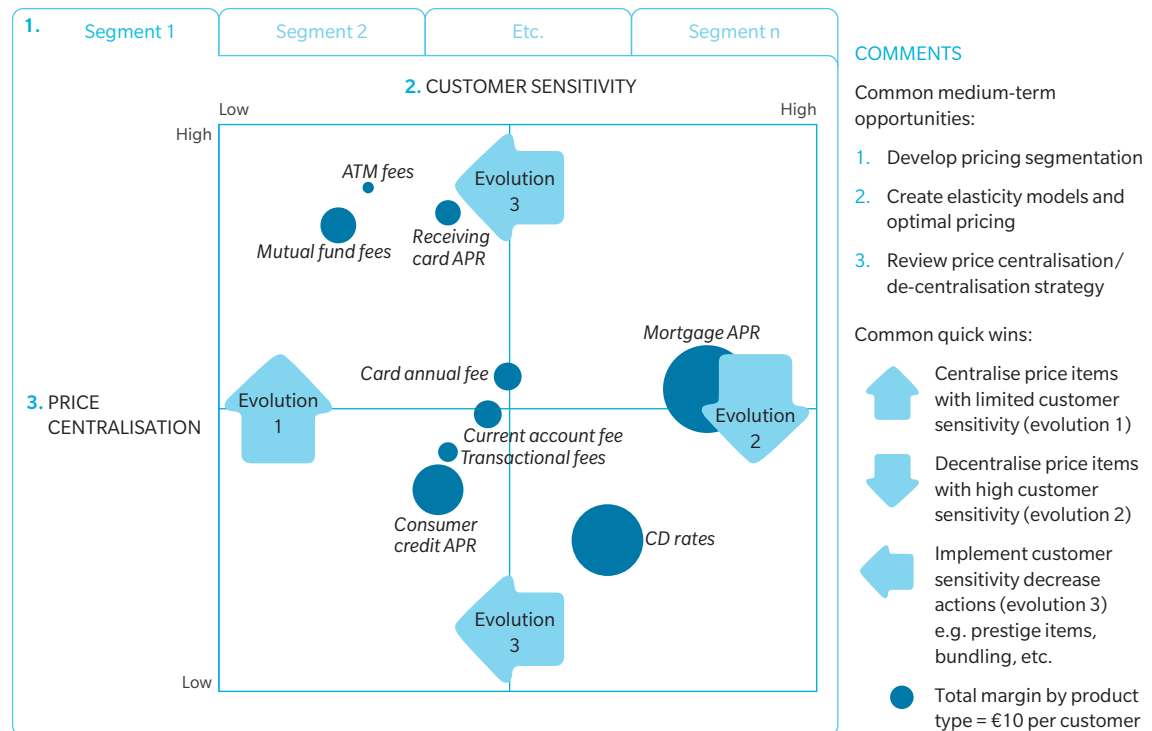 1.
Segment 1
Segment 2
Etc.
Segment n
2. CUSTOMER SENSITIVITY
Low
High
High
ATM fees
Evolution
3
Mutual fund fees
Receiving
card APR
Mortgage APR
Card annual fee
3. PRICE
CENTRALISATION
Evolution
1
Evolution
2
Current account fee
Transactional fees
Consumer
credit APR
CD rates
Evolution
3
Low
COMMENTS
Common medium-term
opportunities:
1. Develop pricing segmentation
2. Create elasticity models and
optimal pricing
3. Review price centralisation/
de-centralisation strategy
Common quick wins:
Centralise price items
with limited customer
sensitivity (evolution 1)
Decentralise price items
with high customer
sensitivity (evolution 2)
Implement customer
sensitivity decrease
actions (evolution 3)
e.g. prestige items,
bundling, etc.
Total margin by product
type = €10 per customer